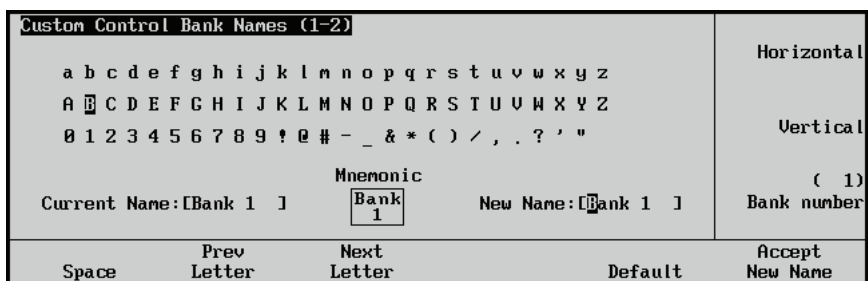 Custom Control Bank Names (1-2)
Horizontal
a b c d e f g h i j k l m n o p q r s t u v w x y z
A B C D E F G H I J K L M N O P Q R S T U V W X Y Z
Vertical
0 1 2 3 4 5 6 7 8 9 ! @ # - _ & * ( ) / , . ? ' "
Mnemonic
( 1)
Current Name:[Bank 1 ]
Bank
1
New Name:[Bank 1 ]
Bank number
Space
Prev
Letter
Next
Letter
Default
Accept
New Name